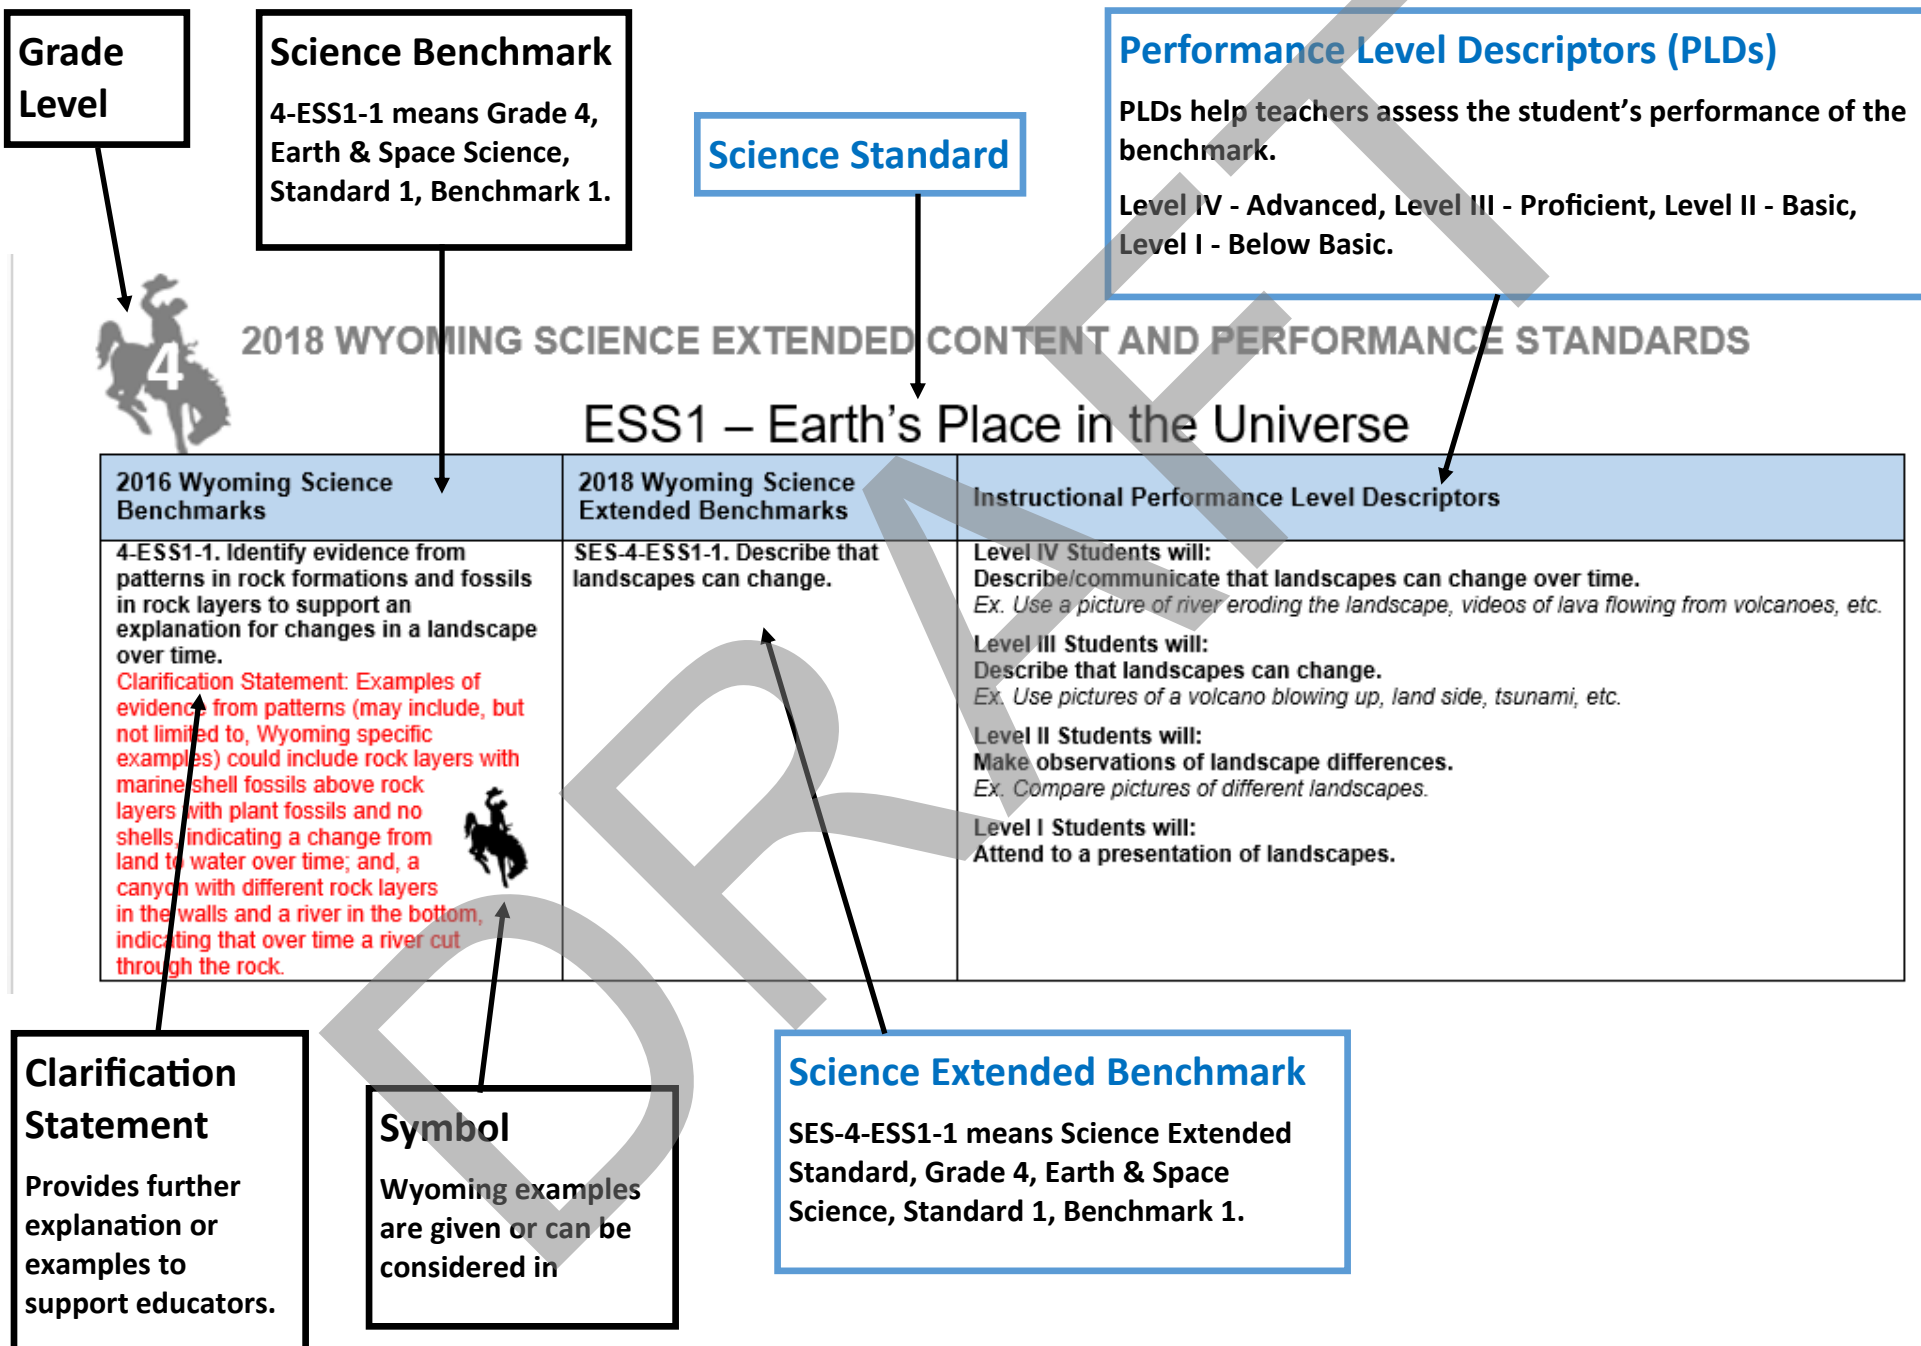 Grade
Level
Science Benchmark
4-ESS1-1 means Grade 4,
Earth & Space Science,
Standard 1, Benchmark 1.
Science Standard
Performance Level Descriptors (PLDs)
PLDs help teachers assess the student's performance of the
benchmark.
Level IV - Advanced, Level III - Proficient, Level II - Basic,
Level I - Below Basic.
4
2018 WYOMING SCIENCE EXTENDED CONTENT AND PERFORMANCE STANDARDS
ESS1 – Earth's Place in the Universe
2016 Wyoming Science
Benchmarks
2018 Wyoming Science
Extended Benchmarks
Instructional Performance Level Descriptors
4-ESS1-1. Identify evidence from
patterns in rock formations and fossils
in rock layers to support an
explanation for changes in a landscape
over time.
Clarification Statement: Examples of
evidence from patterns (may include, but
not limited to, Wyoming specific
examples) could include rock layers with
marine shell fossils above rock
layers with plant fossils and no
shells, indicating a change from
land to water over time; and, a
canyon with different rock layers
in the walls and a river in the bottom,
indicating that over time a river cut
through the rock.
SES-4-ESS1-1. Describe that
landscapes can change.
Level IV Students will:
Describe/communicate that landscapes can change over time.
Ex. Use a picture of river eroding the landscape, videos of lava flowing from volcanoes, etc.
Level III Students will:
Describe that landscapes can change.
Ex. Use pictures of a volcano blowing up, land side, tsunami, etc.
Level II Students will:
Make observations of landscape differences.
Ex. Compare pictures of different landscapes.
Level I Students will:
Attend to a presentation of landscapes.
Clarification
Statement
Provides further
explanation or
examples to
support educators.
Symbol
Wyoming examples
are given or can be
considered in
Science Extended Benchmark
SES-4-ESS1-1 means Science Extended
Standard, Grade 4, Earth & Space
Science, Standard 1, Benchmark 1.
DRAFT